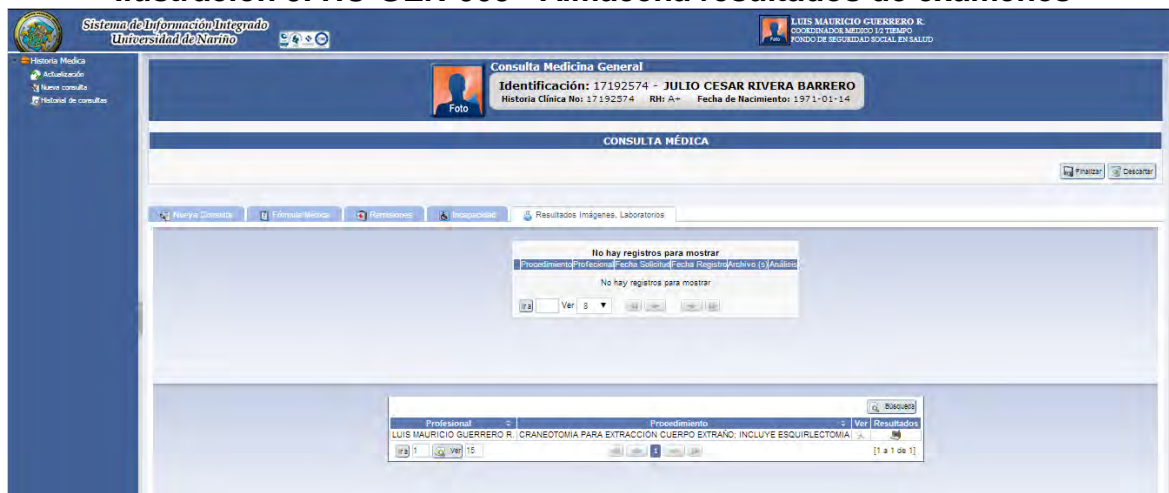 Sistema de Información Integrado
Universidad de Nariño
LUIS MAURICIO GUERRERO R.
COORDINADOR MEDICO 1/2 TIEMPO
FONDO DE SEGURIDAD SOCIAL EN SALUD
Foto
Historia Medica
Actualización
Nueva consulta
Historial de consultas
Consulta Medicina General
Identificación: 17192574 - JULIO CESAR RIVERA BARRERO
Historia Clínica No: 17192574 RH: A+ Fecha de Nacimiento: 1971-01-14
Foto
CONSULTA MÉDICA
Finalizar Descartar
Nueva Consulta Fórmula Médica Remisiones Incapacidad Resultados Imágenes, Laboratorios
No hay registros para mostrar
Procedimiento Profesional Fecha Solicitud Fecha Registro Archivo (s) Análisis
No hay registros para mostrar
Ir a Ver 8
Búsqueda
Profesional Procedimiento Ver Resultados
LUIS MAURICIO GUERRERO R. CRANEOTOMIA PARA EXTRACCION CUERPO EXTRAÑO; INCLUYE ESQUIRLECTOMIA
Ir a 1 Ver 15 1 [1 a 1 de 1]